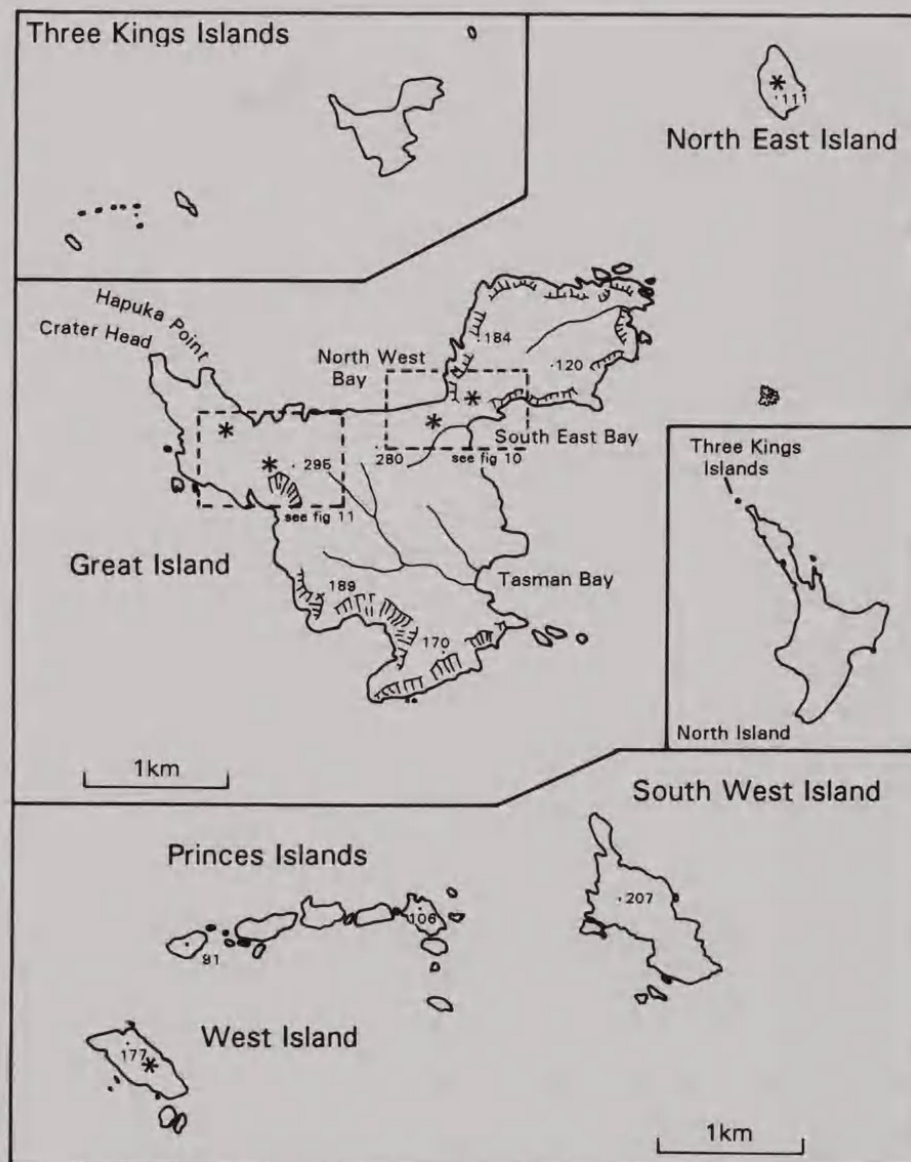 Three Kings Islands
*
.111
North East Island
Hapuka Point
Crater Head
North West
Bay
.184
.120
*
*
*
South East Bay
.280
see fig 10
*
.295
see fig 11
Great Island
189
Tasman Bay
170
1km
Three Kings
Islands
North Island
South West Island
Princes Islands
106
.207
91
West Island
177
*
1km